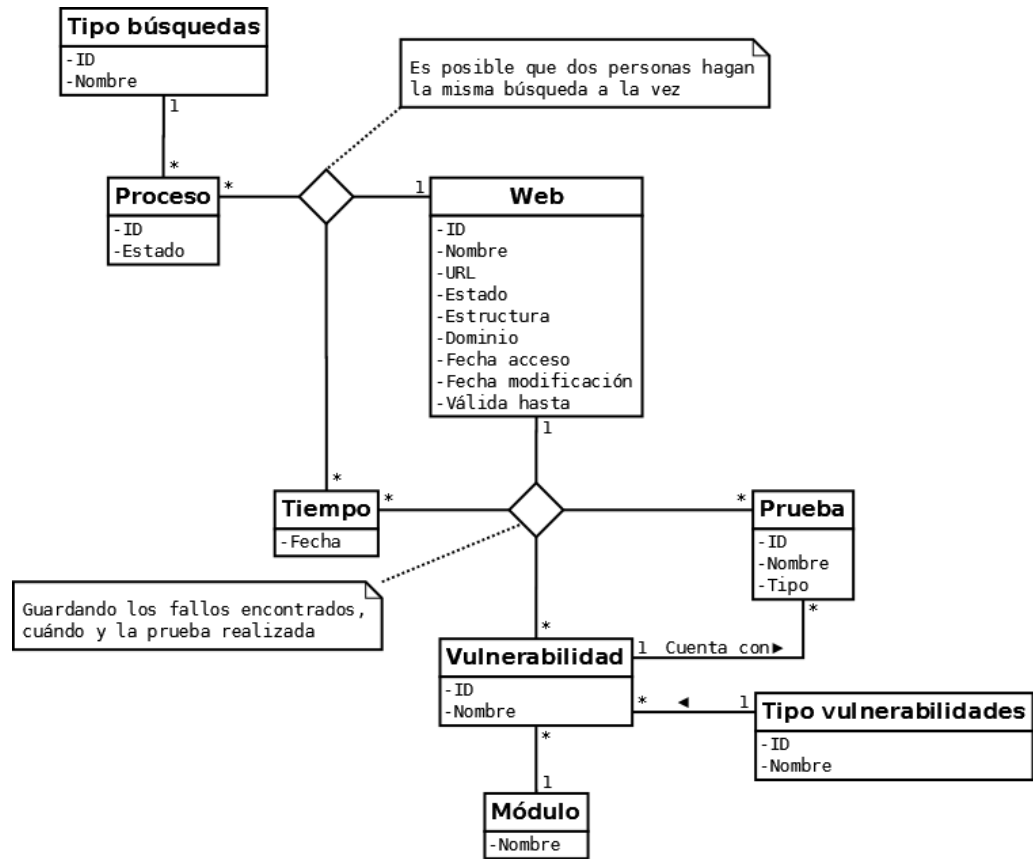 Tipo búsquedas
-ID
-Nombre
1
*
Es posible que dos personas hagan
la misma búsqueda a la vez
Proceso
-ID
-Estado
*
1
Web
-ID
-Nombre
-URL
-Estado
-Estructura
-Dominio
-Fecha acceso
-Fecha modificación
-Válida hasta
1
*
Tiempo
-Fecha
*
*
Prueba
-ID
-Nombre
-Tipo
*
Guardando los fallos encontrados,
cuándo y la prueba realizada
*
Vulnerabilidad
-ID
-Nombre
1 Cuenta con►
* ◄ 1
Tipo vulnerabilidades
-ID
-Nombre
*
1
Módulo
-Nombre